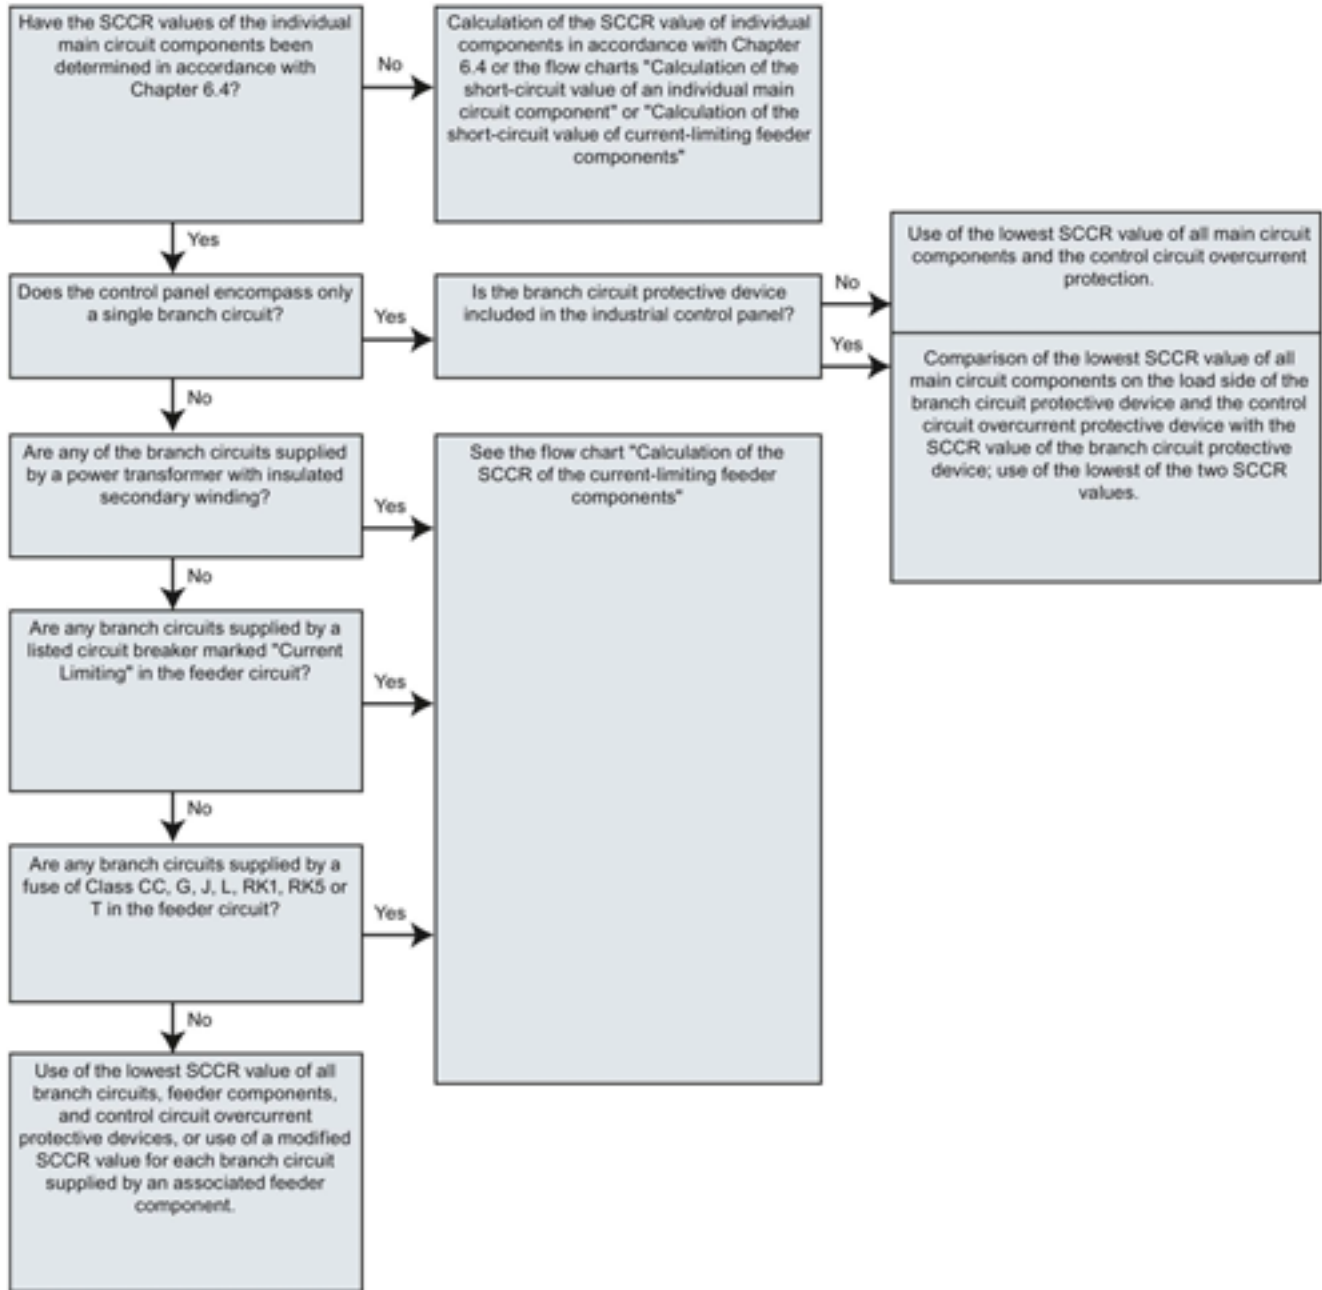 Have the SCCR values of the individual
main circuit components been
determined in accordance with
Chapter 6.4?
No
Calculation of the SCCR value of individual
components in accordance with Chapter
6.4 or the flow charts "Calculation of the
short-circuit value of an individual main
circuit component" or "Calculation of the
short-circuit value of current-limiting feeder
components"
Yes
Does the control panel encompass only
a single branch circuit?
Yes
Is the branch circuit protective device
included in the industrial control panel?
No
Use of the lowest SCCR value of all main circuit
components and the control circuit overcurrent
protection.
Yes
Comparison of the lowest SCCR value of all
main circuit components on the load side of the
branch circuit protective device and the control
circuit overcurrent protective device with the
SCCR value of the branch circuit protective
device; use of the lowest of the two SCCR
values.
No
Are any of the branch circuits supplied
by a power transformer with insulated
secondary winding?
Yes
See the flow chart "Calculation of the
SCCR of the current-limiting feeder
components"
No
Are any branch circuits supplied by a
listed circuit breaker marked "Current
Limiting" in the feeder circuit?
Yes
No
Are any branch circuits supplied by a
fuse of Class CC, G, J, L, RK1, RK5 or
T in the feeder circuit?
Yes
No
Use of the lowest SCCR value of all
branch circuits, feeder components,
and control circuit overcurrent
protective devices, or use of a modified
SCCR value for each branch circuit
supplied by an associated feeder
component.